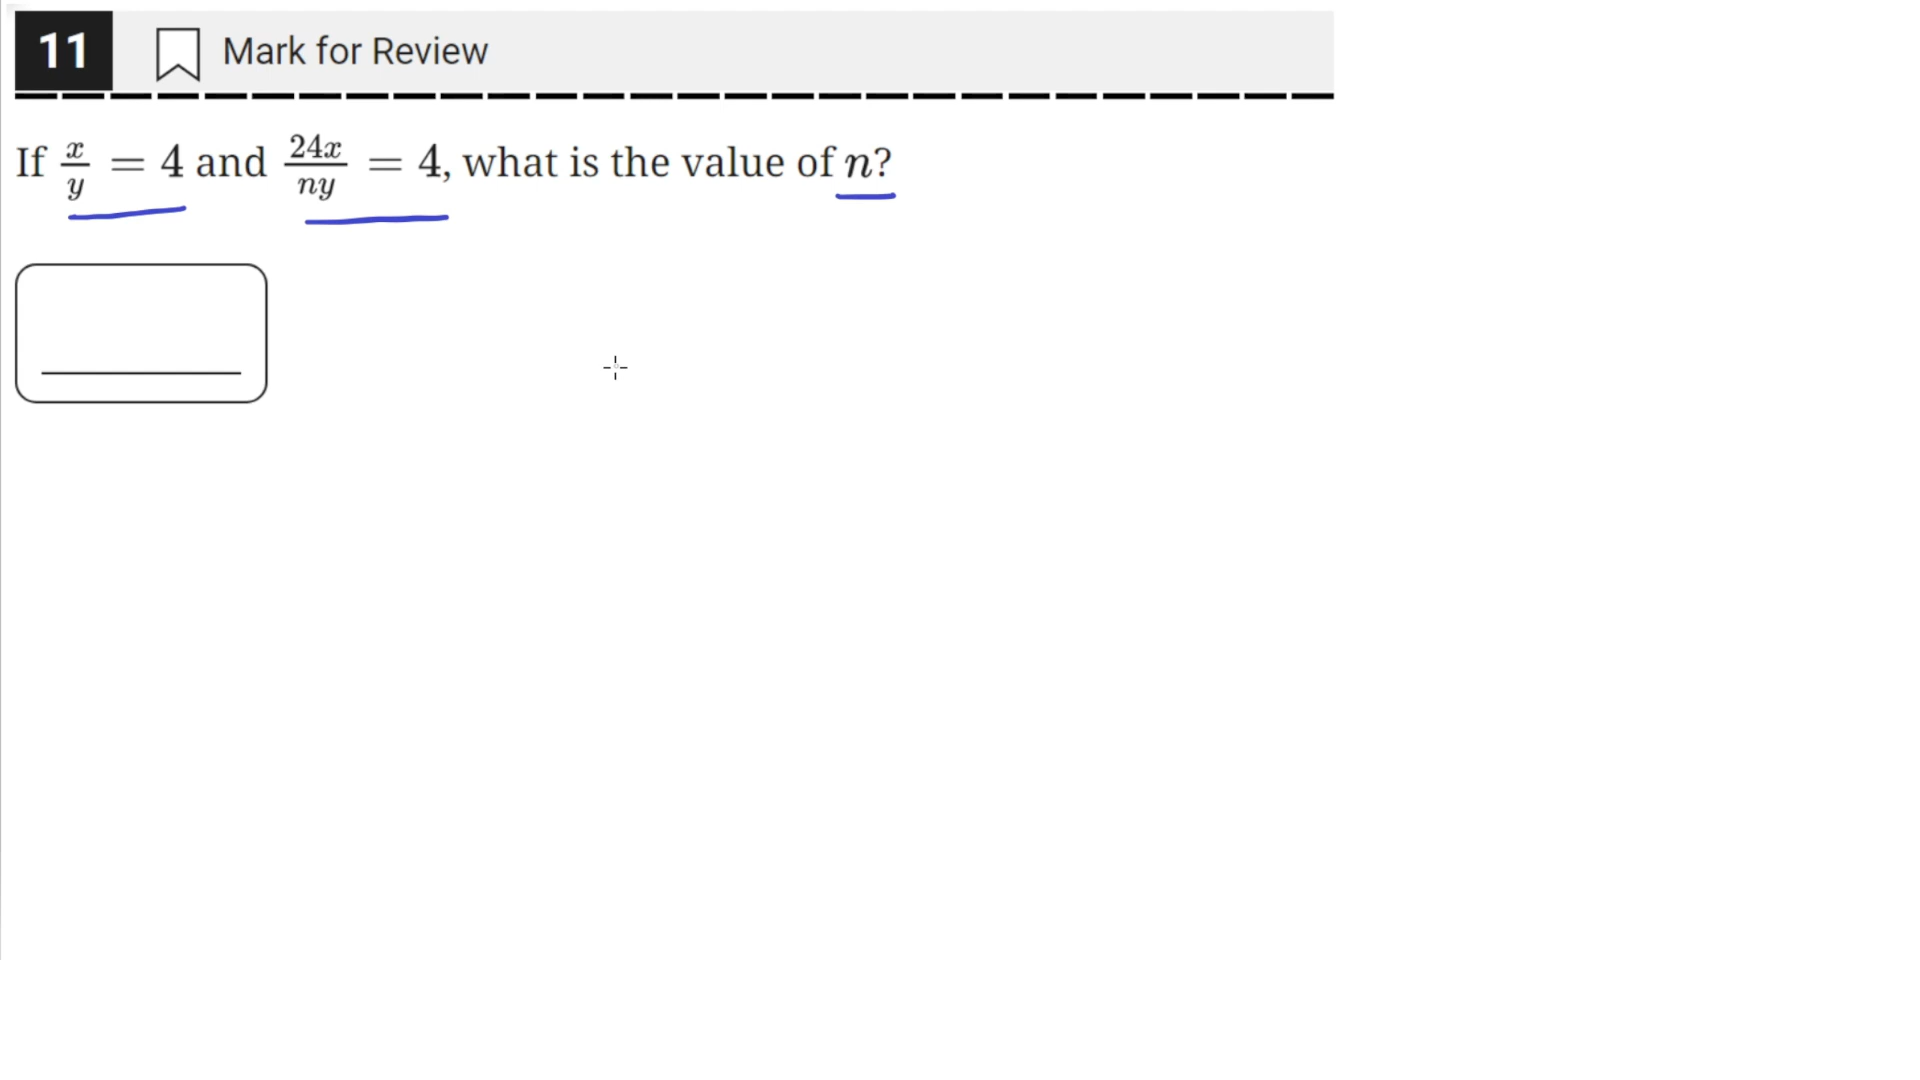 11 Mark for Review
If x/y = 4 and 24x/ny = 4, what is the value of n?